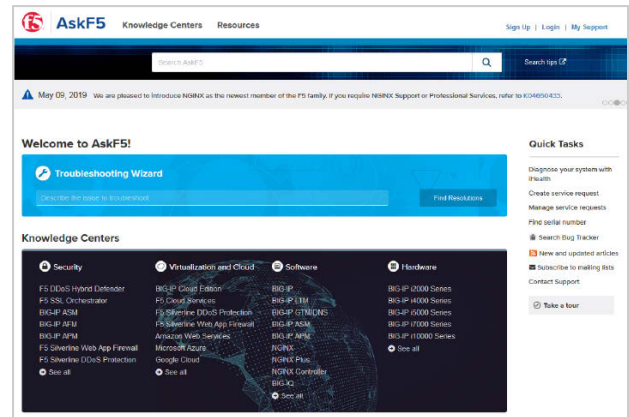 f5 AskF5 Knowledge Centers Resources Sign Up | Login | My Support
Search AskF5 Search tips
May 09, 2019 We are pleased to introduce NGINX as the newest member of the F5 family. If you require NGINX Support or Professional Services, refer to K04650433.
Welcome to AskF5!
Troubleshooting Wizard
Describe the issue to troubleshoot Find Resolutions
Knowledge Centers
Security
F5 DDoS Hybrid Defender
F5 SSL Orchestrator
BIG-IP ASM
BIG-IP AFM
BIG-IP APM
F5 Silverline Web App Firewall
F5 Silverline DDoS Protection
See all
Virtualization and Cloud
BIG-IP Cloud Edition
F5 Cloud Services
F5 Silverline DDoS Protection
F5 Silverline Web App Firewall
Amazon Web Services
Microsoft Azure
Google Cloud
See all
Software
BIG-IP
BIG-IP LTM
BIG-IP GTM/DNS
BIG-IP ASM
BIG-IP APM
NGINX
NGINX Plus
NGINX Controller
BIG-IQ
See all
Hardware
BIG-IP i2000 Series
BIG-IP i4000 Series
BIG-IP i5000 Series
BIG-IP i7000 Series
BIG-IP i10000 Series
See all
Quick Tasks
Diagnose your system with
iHealth
Create service request
Manage service requests
Find serial number
Search Bug Tracker
New and updated articles
Subscribe to mailing lists
Contact Support
Take a tour